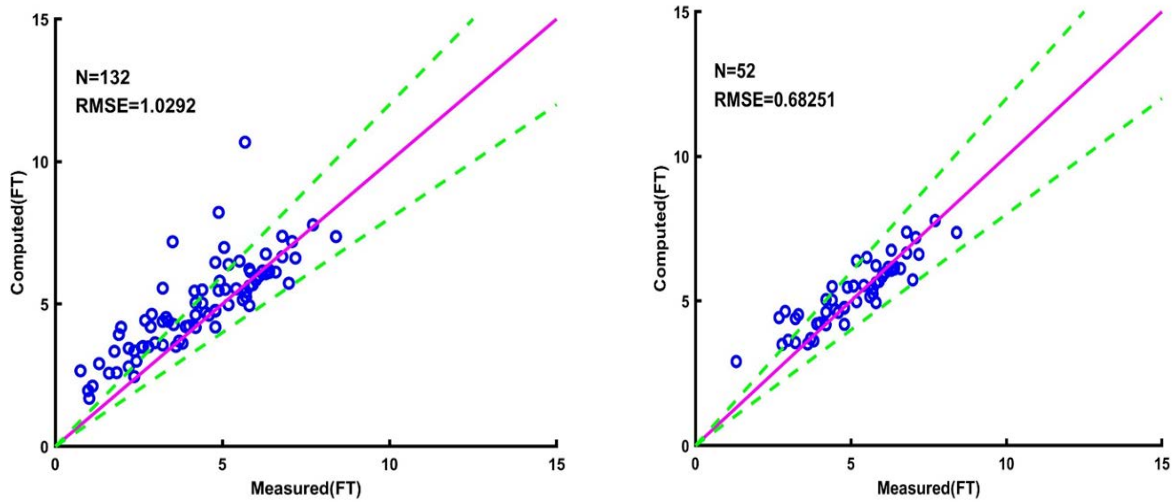 15
N=132
RMSE=1.0292
10
Computed(FT)
5
0
0 5 10 15
Measured(FT)
15
N=52
RMSE=0.68251
10
Computed(FT)
5
0
0 5 10 15
Measured(FT)